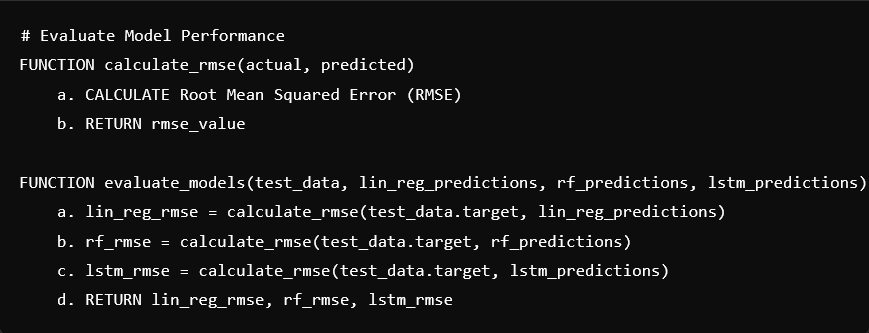 # Evaluate Model Performance
FUNCTION calculate_rmse(actual, predicted)
a. CALCULATE Root Mean Squared Error (RMSE)
b. RETURN rmse_value
FUNCTION evaluate_models(test_data, lin_reg_predictions, rf_predictions, lstm_predictions)
a. lin_reg_rmse = calculate_rmse(test_data.target, lin_reg_predictions)
b. rf_rmse = calculate_rmse(test_data.target, rf_predictions)
c. lstm_rmse = calculate_rmse(test_data.target, lstm_predictions)
d. RETURN lin_reg_rmse, rf_rmse, lstm_rmse